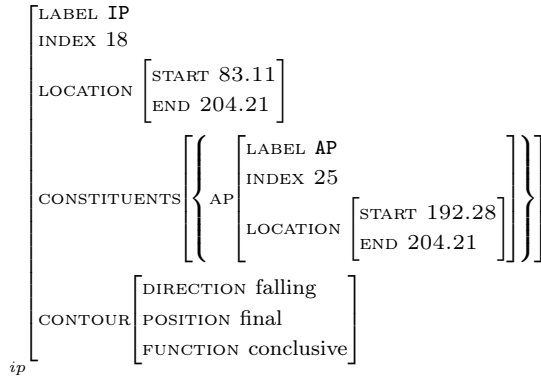 LABEL IP
INDEX 18
LOCATION
START 83.11
END 204.21
CONSTITUENTS
AP
LABEL AP
INDEX 25
LOCATION
START 192.28
END 204.21
CONTOUR
DIRECTION falling
POSITION final
FUNCTION conclusive
ip